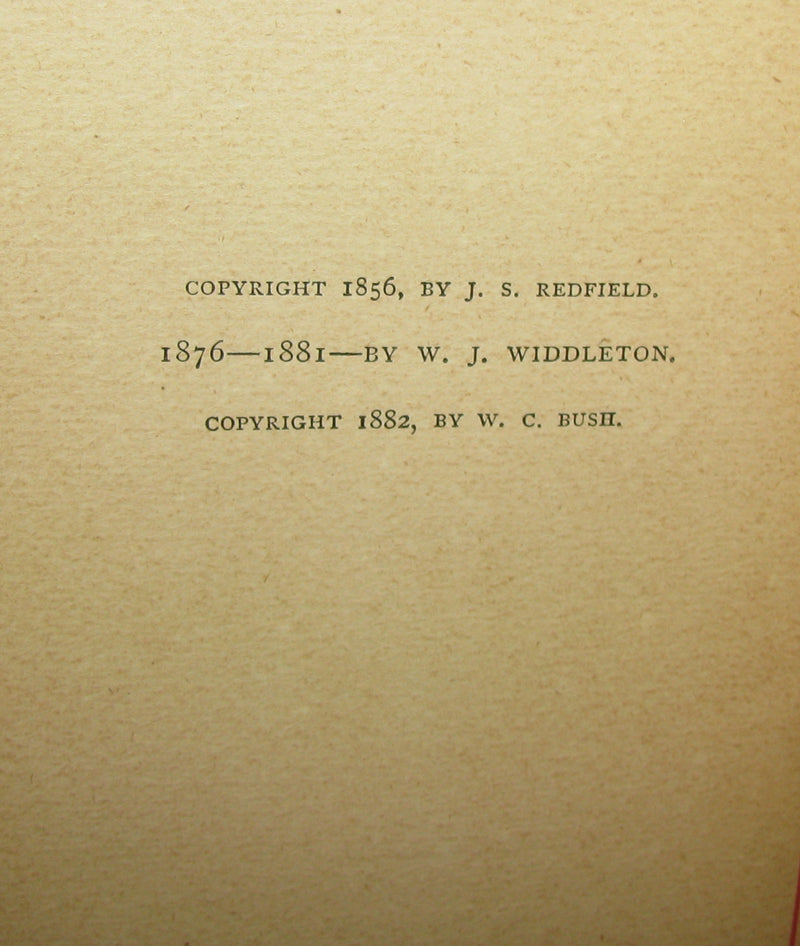 COPYRIGHT 1856, BY J. S. REDFIELD.
1876—1881—BY W. J. WIDDLETON.
COPYRIGHT 1882, BY W. C. BUSH.